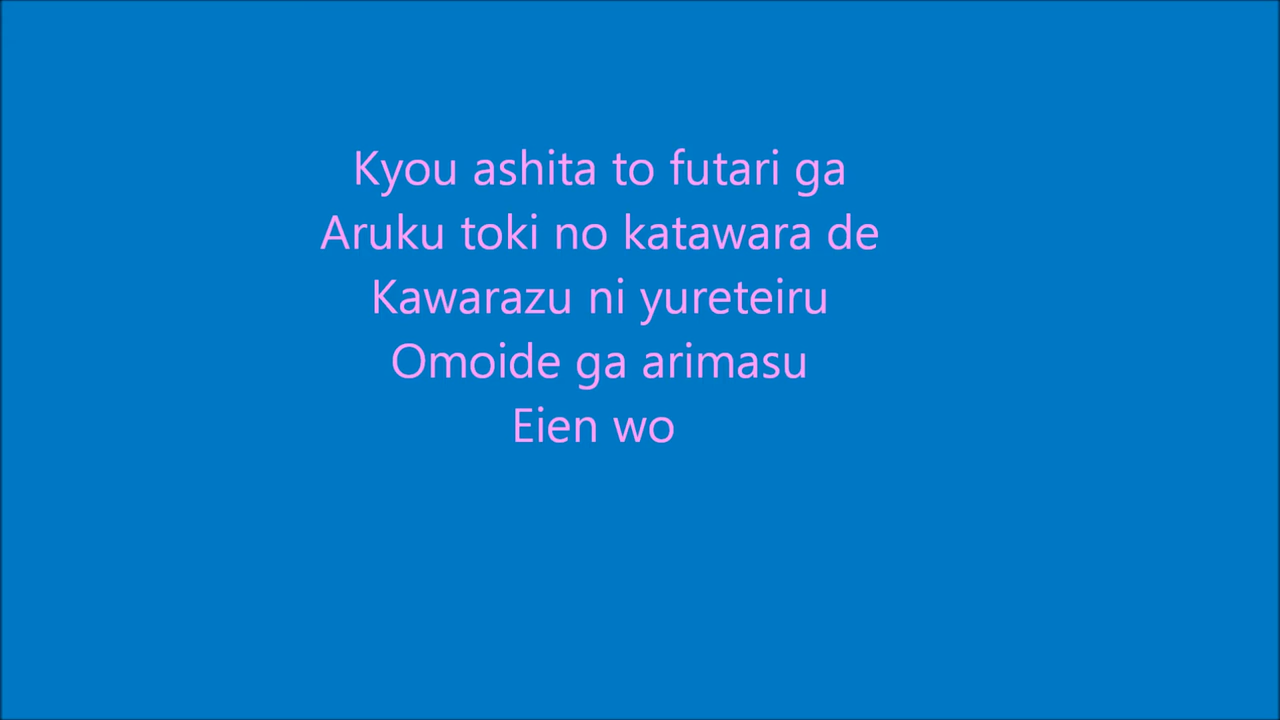 Kyou ashita to futari ga
Aruku toki no katawara de
Kawarazu ni yureteiru
Omoide ga arimasu
Eien wo